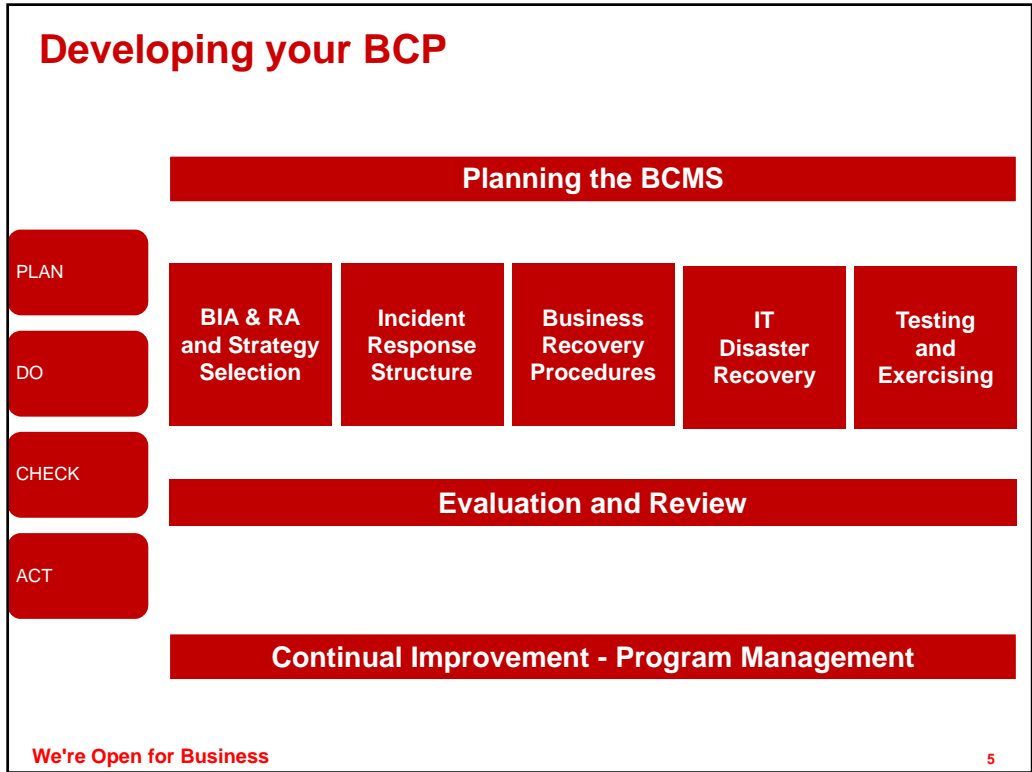 Developing your BCP
Planning the BCMS
PLAN
DO
CHECK
ACT
BIA & RA
and Strategy
Selection
Incident
Response
Structure
Business
Recovery
Procedures
IT
Disaster
Recovery
Testing
and
Exercising
Evaluation and Review
Continual Improvement - Program Management
We're Open for Business
5